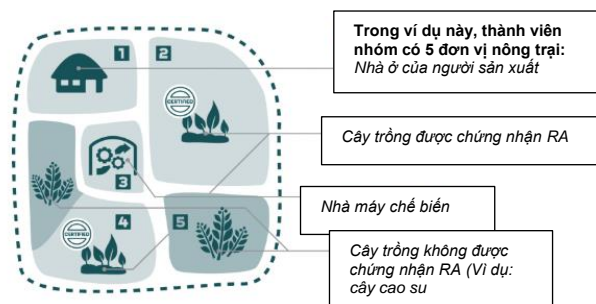 1
2
CERTIFIED
3
4
CERTIFIED
5
Trong ví dụ này, thành viên
nhóm có 5 đơn vị nông trại:
Nhà ở của người sản xuất
Cây trồng được chứng nhận RA
Nhà máy chế biến
Cây trồng không được
chứng nhận RA (Ví dụ:
cây cao su